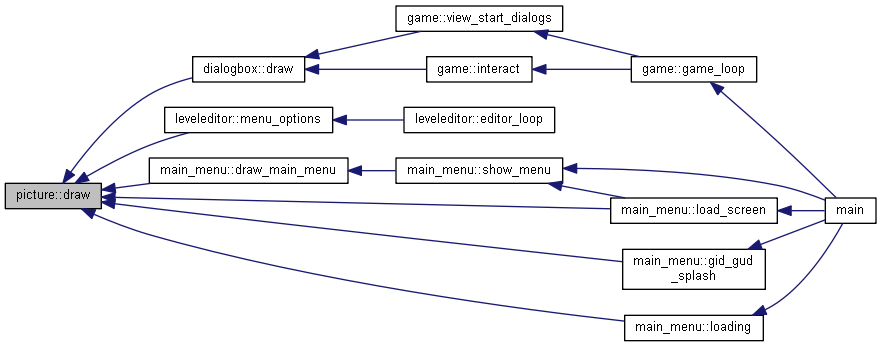 game::view_start_dialogs
dialogbox::draw
game::interact
game::game_loop
leveleditor::menu_options
leveleditor::editor_loop
main_menu::draw_main_menu
main_menu::show_menu
picture::draw
main_menu::load_screen
main
main_menu::gid_gud
_splash
main_menu::loading